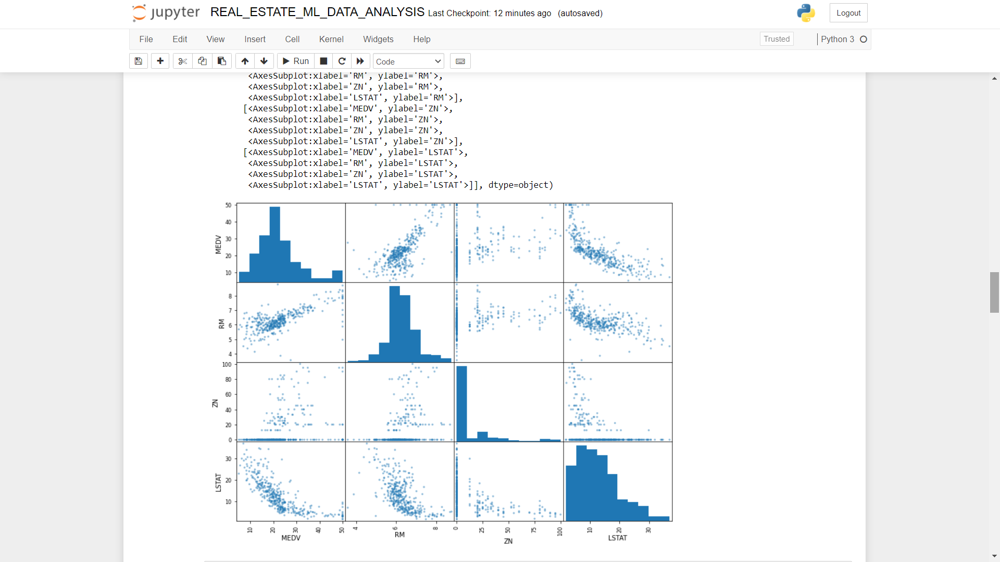 jupyter REAL_ESTATE_ML_DATA_ANALYSIS Last Checkpoint: 12 minutes ago (autosaved) Logout
File Edit View Insert Cell Kernel Widgets Help Trusted Python 3
Run Code
<AxesSubplot:xlabel='RM', ylabel='RM'>,
<AxesSubplot:xlabel='ZN', ylabel='RM'>,
<AxesSubplot:xlabel='LSTAT', ylabel='RM'>],
[<AxesSubplot:xlabel='MEDV', ylabel='ZN'>,
<AxesSubplot:xlabel='RM', ylabel='ZN'>,
<AxesSubplot:xlabel='ZN', ylabel='ZN'>,
<AxesSubplot:xlabel='LSTAT', ylabel='ZN'>],
[<AxesSubplot:xlabel='MEDV', ylabel='LSTAT'>,
<AxesSubplot:xlabel='RM', ylabel='LSTAT'>,
<AxesSubplot:xlabel='ZN', ylabel='LSTAT'>,
<AxesSubplot:xlabel='LSTAT', ylabel='LSTAT'>]], dtype=object)
50
40
30
20
10
MEDV
8
7
6
5
4
RM
100
80
60
40
20
0
ZN
30
20
10
LSTAT
10 20 30 40 50 4 6 8 0 25 50 75 100 10 20 30
MEDV RM ZN LSTAT